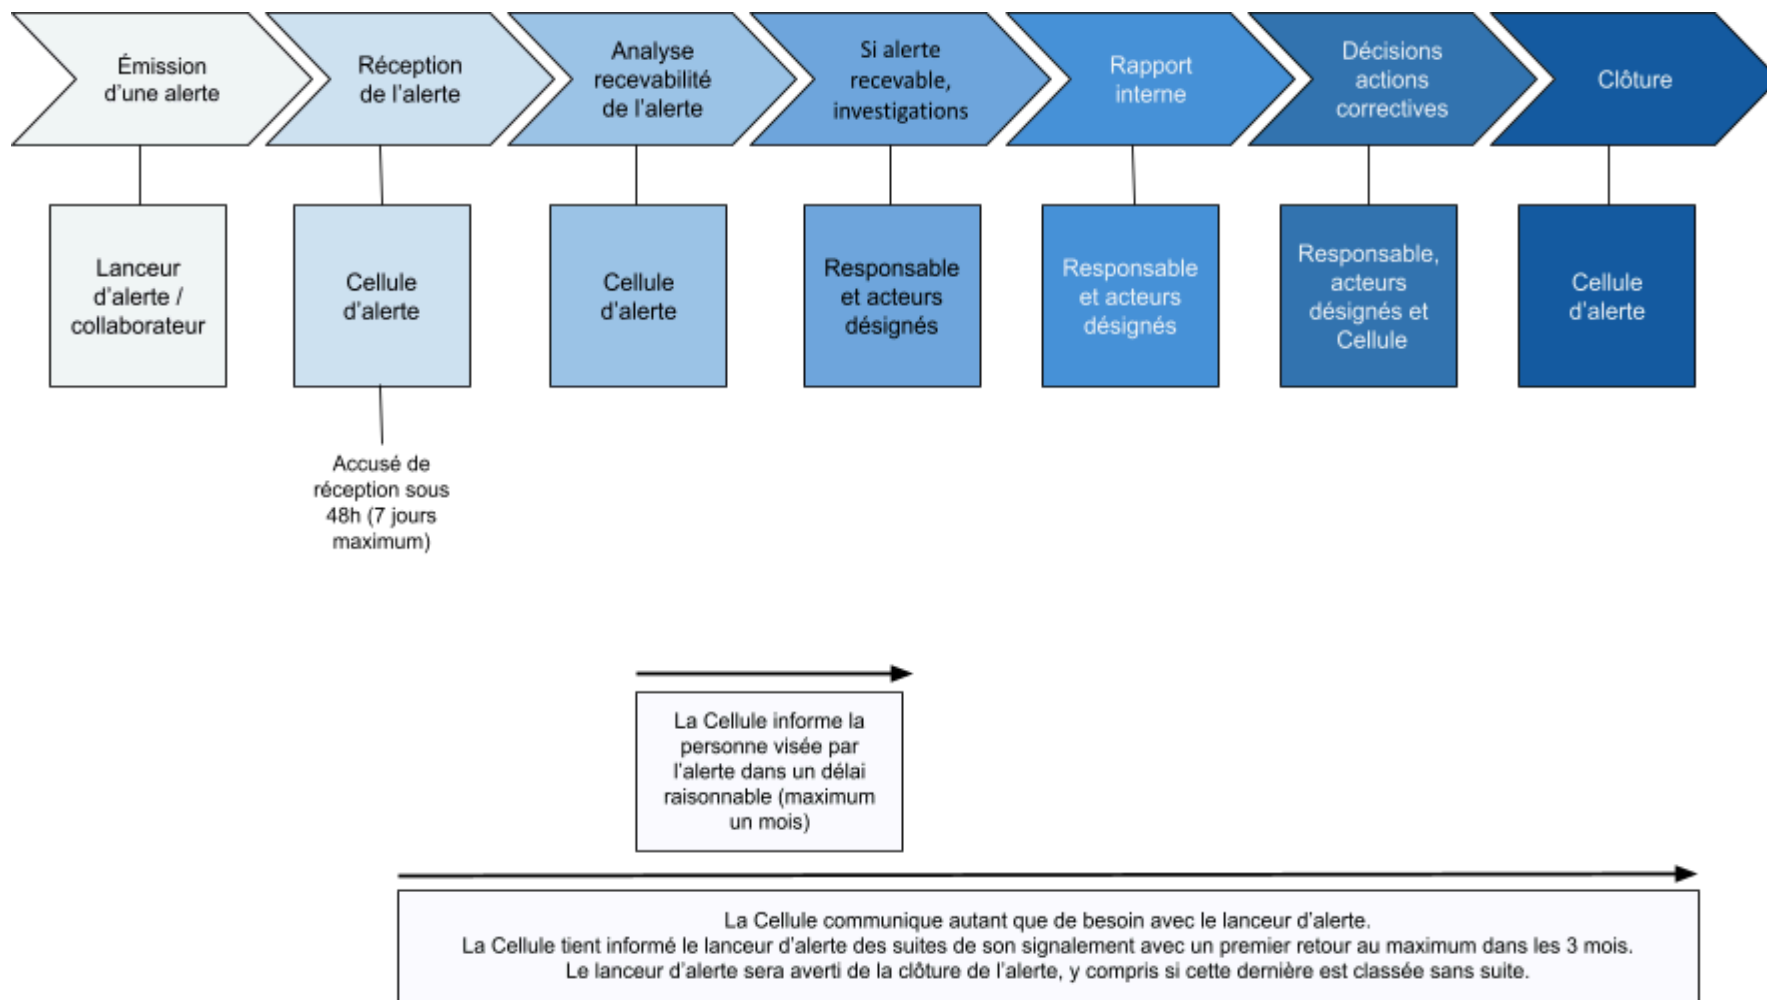 Émission
d'une alerte
Réception
de l'alerte
Analyse
recevabilité
de l'alerte
Si alerte
recevable,
investigations
Rapport
interne
Décisions
actions
correctives
Clôture
Lanceur
d'alerte /
collaborateur
Cellule
d'alerte
Cellule
d'alerte
Responsable
et acteurs
désignés
Responsable
et acteurs
désignés
Responsable,
acteurs
désignés et
Cellule
Cellule
d'alerte
Accusé de
réception sous
48h (7 jours
maximum)
La Cellule informe la
personne visée par
l'alerte dans un délai
raisonnable (maximum
un mois)
La Cellule communique autant que de besoin avec le lanceur d'alerte.
La Cellule tient informé le lanceur d'alerte des suites de son signalement avec un premier retour au maximum dans les 3 mois.
Le lanceur d'alerte sera averti de la clôture de l'alerte, y compris si cette dernière est classée sans suite.